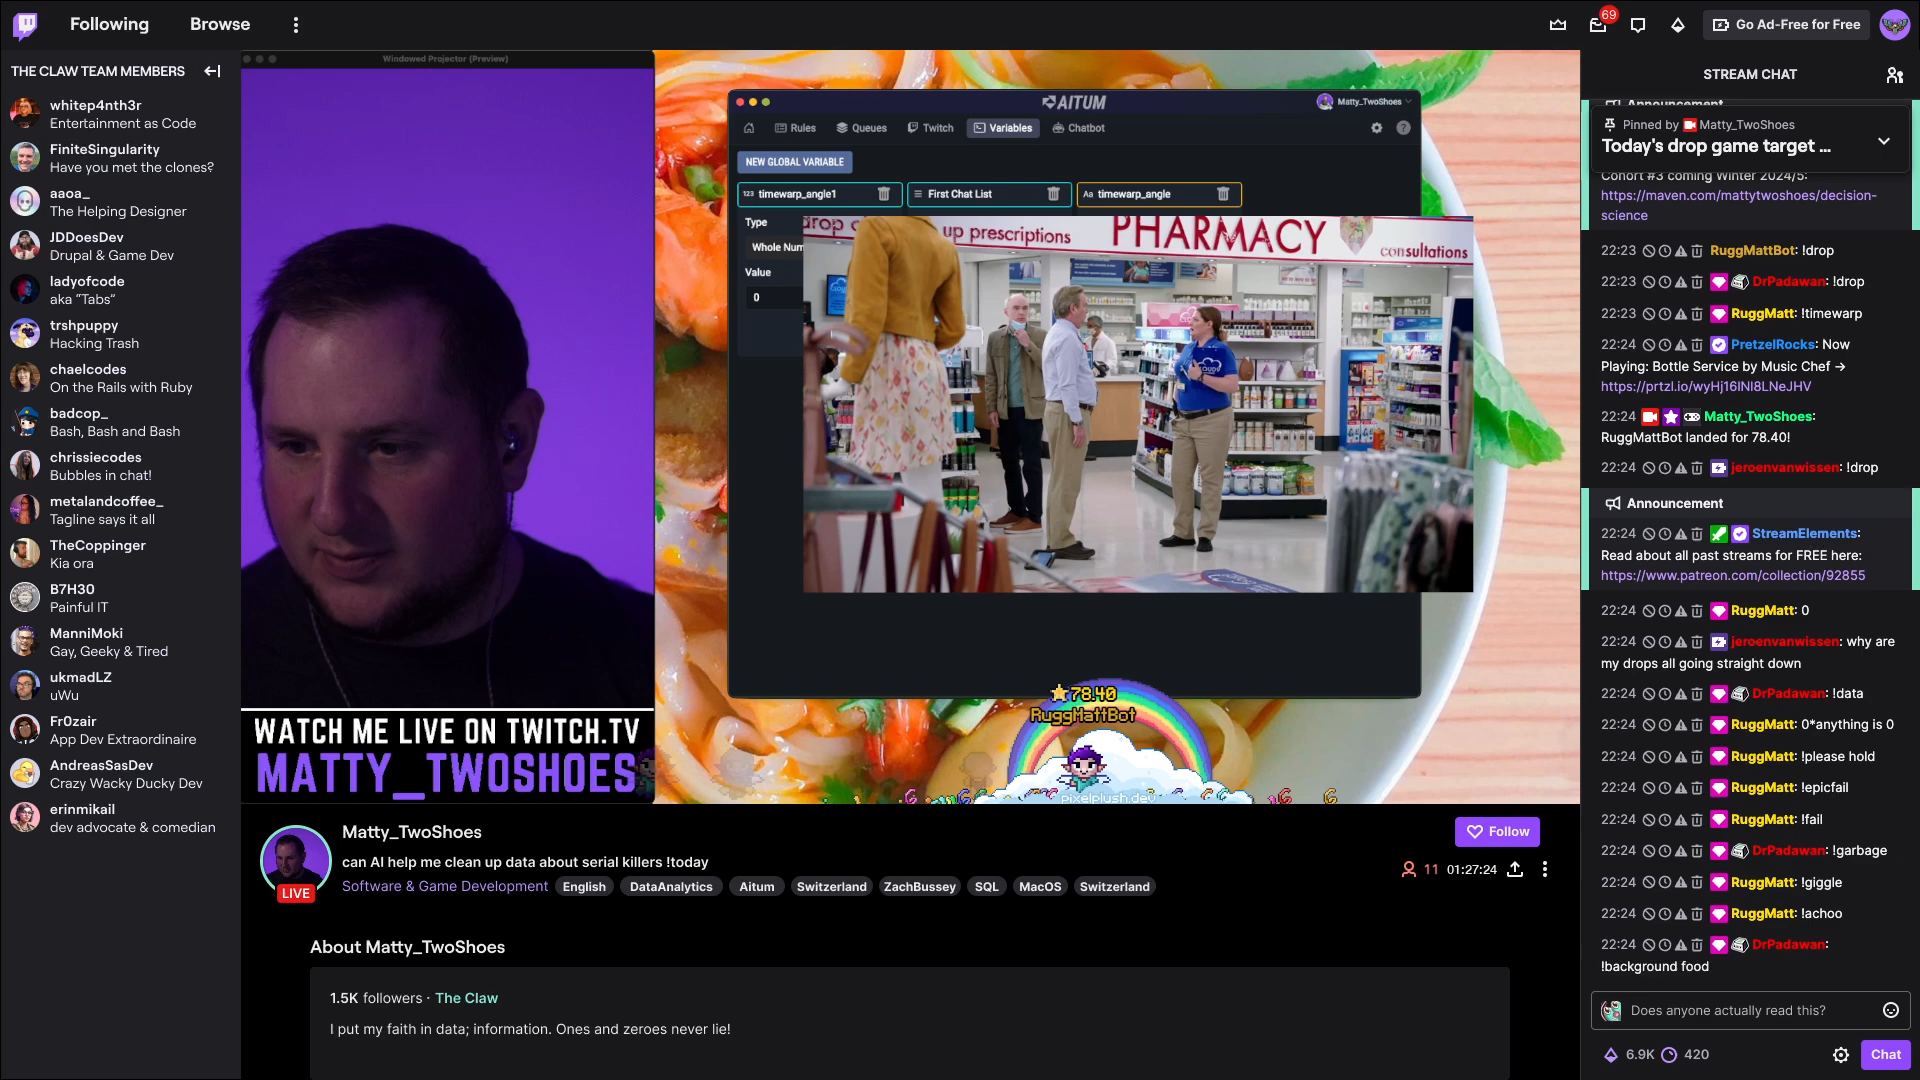 Following
Browse
69
Go Ad-Free for Free
THE CLAW TEAM MEMBERS
whitep4nth3r
Entertainment as Code
FiniteSingularity
Have you met the clones?
aaoa_
The Helping Designer
JDDoesDev
Drupal & Game Dev
ladyofcode
aka “Tabs”
trshpuppy
Hacking Trash
chaelcodes
On the Rails with Ruby
badcop_
Bash, Bash and Bash
chrissiecodes
Bubbles in chat!
metalandcoffee_
Tagline says it all
TheCoppinger
Kia ora
B7H30
Painful IT
ManniMoki
Gay, Geeky & Tired
ukmadLZ
uWu
Fr0zair
App Dev Extraordinaire
AndreasSasDev
Crazy Wacky Ducky Dev
erinmikail
dev advocate & comedian
Windowed Projector (Preview)
WATCH ME LIVE ON TWITCH.TV
MATTY_TWOSHOES
AITUM
Matty_TwoShoes
Rules
Queues
Twitch
Variables
Chatbot
NEW GLOBAL VARIABLE
123 timewarp_angle1
First Chat List
Aa timewarp_angle
Type
Whole Num
Value
0
drop
up prescriptions
PHARMACY
consultations
78.40
RuggMattBot
pixelplush.dev
Matty_TwoShoes
Follow
can AI help me clean up data about serial killers !today
11
01:27:24
LIVE
Software & Game Development
English
DataAnalytics
Aitum
Switzerland
ZachBussey
SQL
MacOS
Switzerland
About Matty_TwoShoes
1.5K followers · The Claw
I put my faith in data; information. Ones and zeroes never lie!
STREAM CHAT
Announcement
Pinned by Matty_TwoShoes
Today's drop game target ...
Cohort #3 coming Winter 2024/5:
https://maven.com/mattytwoshoes/decision-
science
22:23 RuggMattBot: !drop
22:23 DrPadawan: !drop
22:23 RuggMatt: !timewarp
22:24 PretzelRocks: Now
Playing: Bottle Service by Music Chef →
https://prtzl.io/wyHj16INl8LNeJHV
22:24 Matty_TwoShoes:
RuggMattBot landed for 78.40!
22:24 jeroenvanwissen: !drop
Announcement
22:24 StreamElements:
Read about all past streams for FREE here:
https://www.patreon.com/collection/92855
22:24 RuggMatt: 0
22:24 jeroenvanwissen: why are
my drops all going straight down
22:24 DrPadawan: !data
22:24 RuggMatt: 0*anything is 0
22:24 RuggMatt: !please hold
22:24 RuggMatt: !epicfail
22:24 RuggMatt: !fail
22:24 DrPadawan: !garbage
22:24 RuggMatt: !giggle
22:24 RuggMatt: !achoo
22:24 DrPadawan:
!background food
Does anyone actually read this?
6.9K
420
Chat